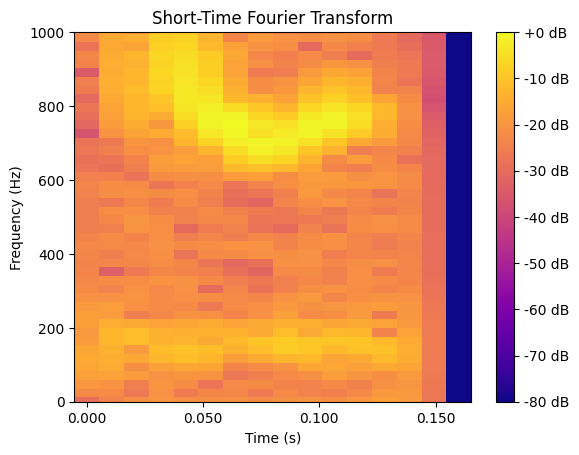 Short-Time Fourier Transform
1000
800
600
400
200
0
Frequency (Hz)
0.000
0.050
0.100
0.150
Time (s)
+0 dB
-10 dB
-20 dB
-30 dB
-40 dB
-50 dB
-60 dB
-70 dB
-80 dB